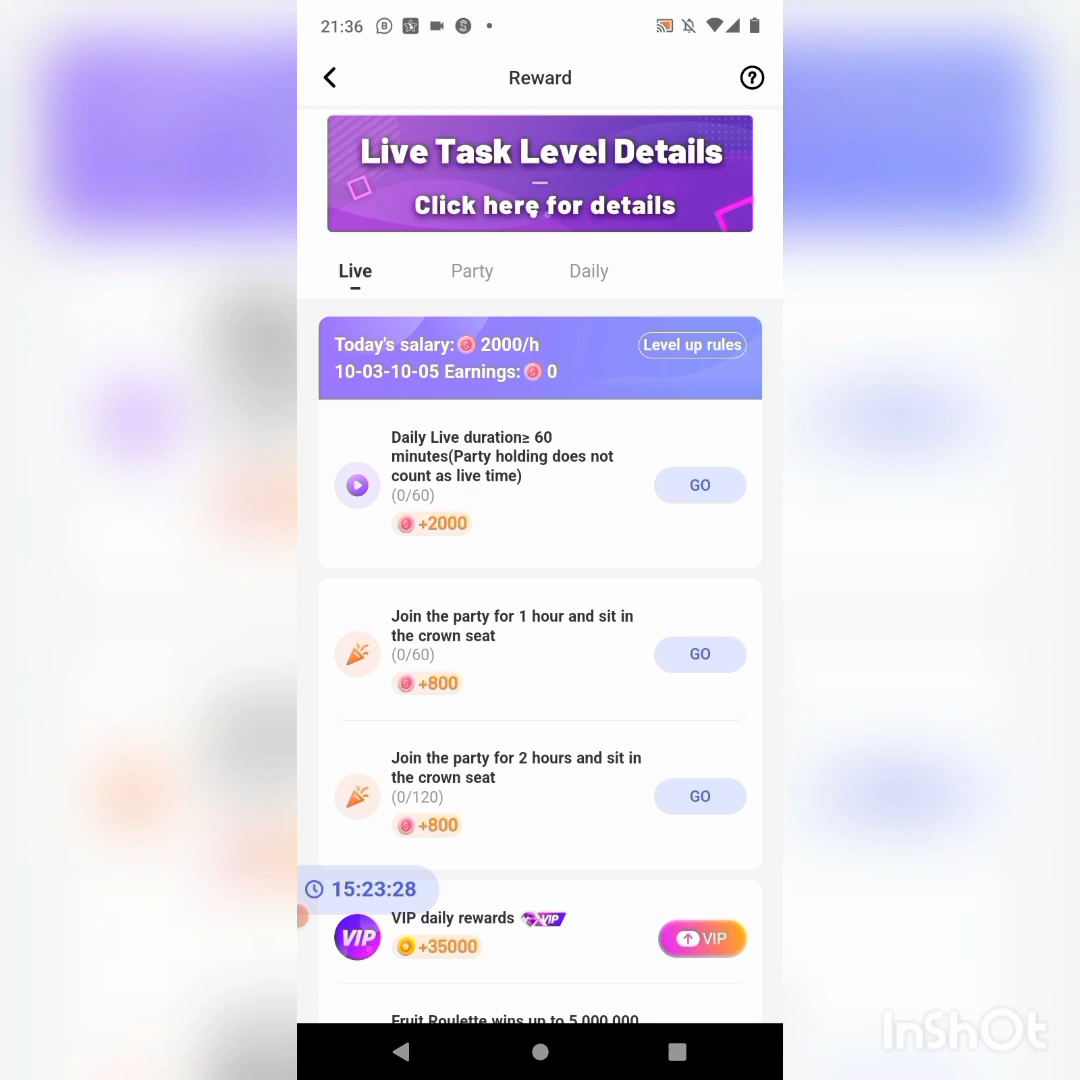 21:36
Reward
Live Task Level Details
Click here for details
Live
Party
Daily
Today's salary: 2000/h
Level up rules
10-03-10-05 Earnings: 0
Daily Live duration≥ 60
minutes(Party holding does not
count as live time)
(0/60)
+2000
GO
Join the party for 1 hour and sit in
the crown seat
(0/60)
+800
GO
Join the party for 2 hours and sit in
the crown seat
(0/120)
+800
GO
15:23:28
VIP
VIP daily rewards VIP
+35000
VIP
Fruit Roulette wins up to 5,000,000
InShOt